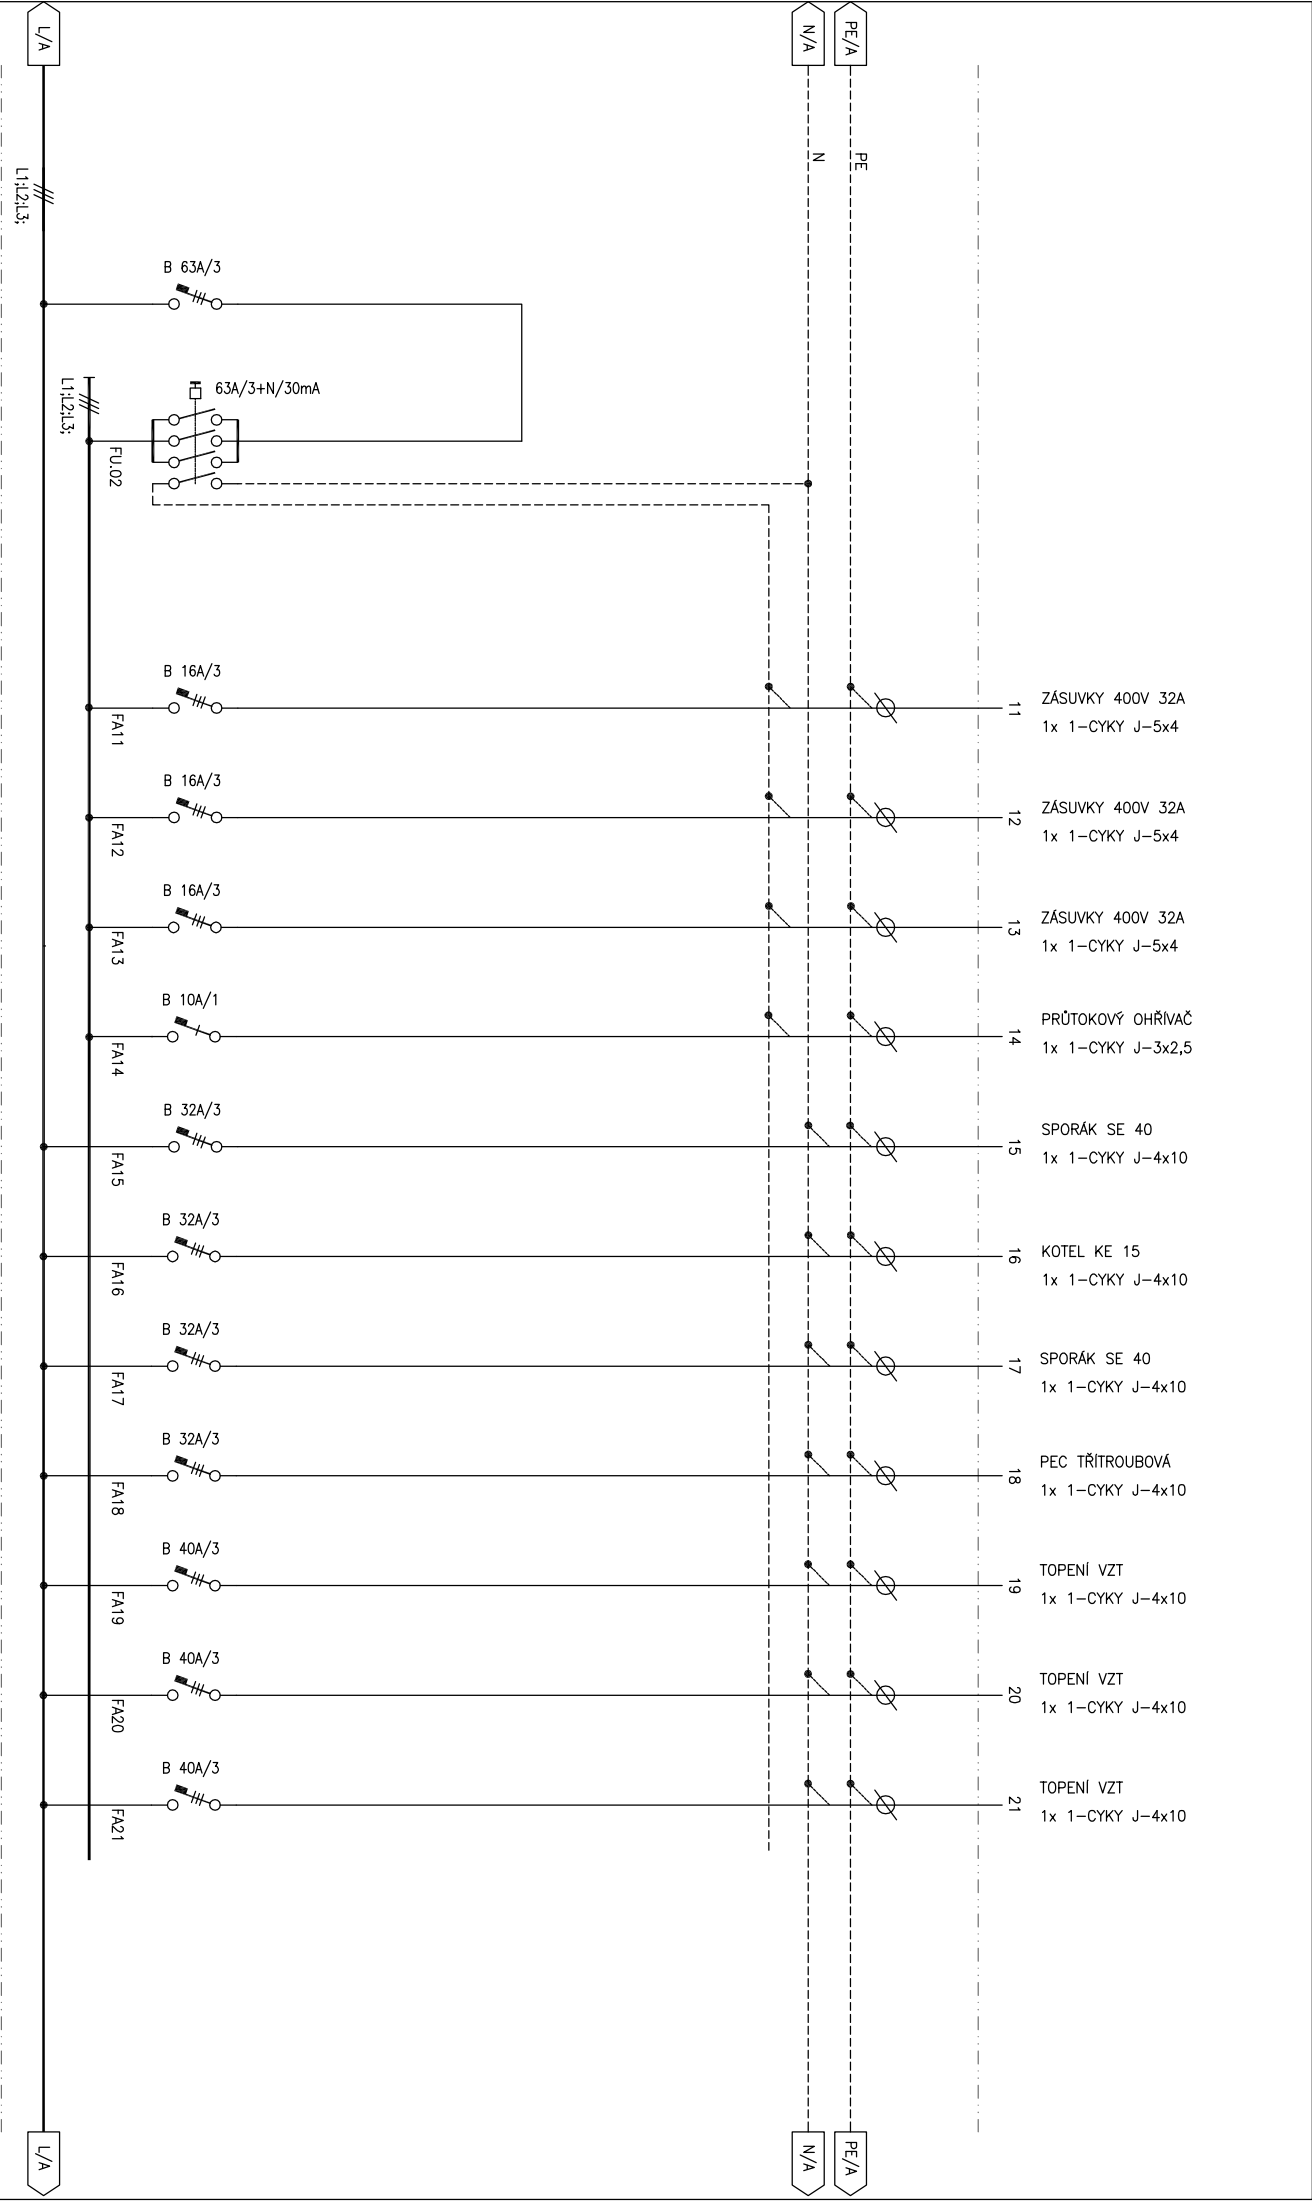 L/A
N/A
PE/A
N
PE
L1;L2;L3;
B 63A/3
63A/3+N/30mA
L1;L2;L3;
FU.02
B 16A/3
FA11
11
ZÁSUVKY 400V 32A
1x 1-CYKY J-5x4
B 16A/3
FA12
12
ZÁSUVKY 400V 32A
1x 1-CYKY J-5x4
B 16A/3
FA13
13
ZÁSUVKY 400V 32A
1x 1-CYKY J-5x4
B 10A/1
FA14
14
PRŮTOKOVÝ OHŘÍVAČ
1x 1-CYKY J-3x2,5
B 32A/3
FA15
15
SPORÁK SE 40
1x 1-CYKY J-4x10
B 32A/3
FA16
16
KOTEL KE 15
1x 1-CYKY J-4x10
B 32A/3
FA17
17
SPORÁK SE 40
1x 1-CYKY J-4x10
B 32A/3
FA18
18
PEC TŘÍTROUBOVÁ
1x 1-CYKY J-4x10
B 40A/3
FA19
19
TOPENÍ VZT
1x 1-CYKY J-4x10
B 40A/3
FA20
20
TOPENÍ VZT
1x 1-CYKY J-4x10
B 40A/3
FA21
21
TOPENÍ VZT
1x 1-CYKY J-4x10
L/A
N/A
PE/A